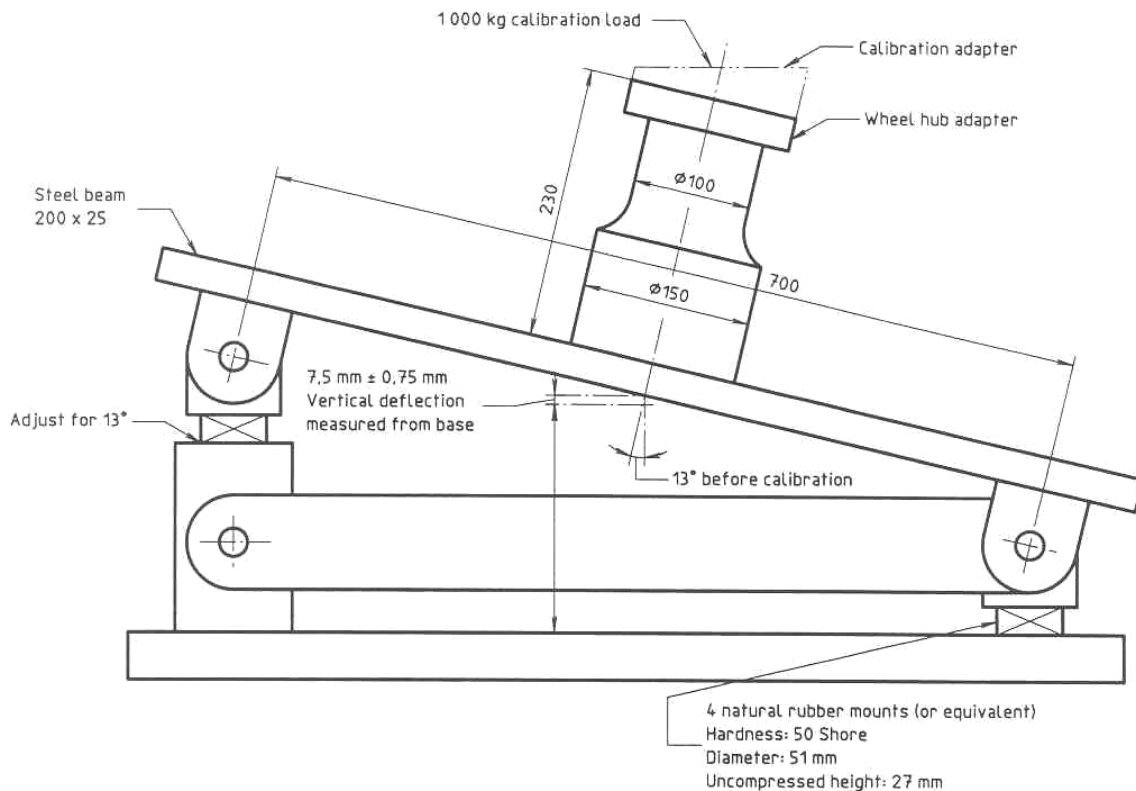 1 000 kg calibration load
Calibration adapter
Wheel hub adapter
Steel beam
200 x 25
230
ø100
700
ø150
7,5 mm ± 0,75 mm
Vertical deflection
measured from base
Adjust for 13°
13° before calibration
4 natural rubber mounts (or equivalent)
Hardness: 50 Shore
Diameter: 51 mm
Uncompressed height: 27 mm